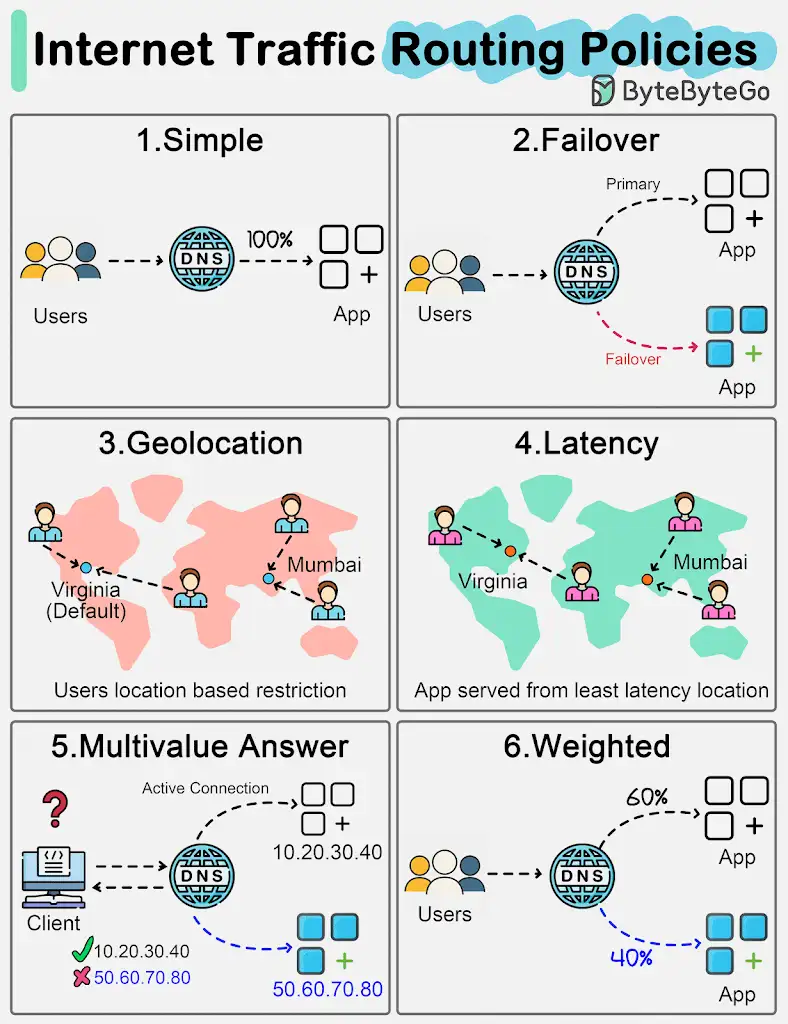 Internet Traffic Routing Policies
ByteByteGo
1.Simple
DNS
100%
Users
App
2.Failover
Primary
App
DNS
Users
Failover
App
3.Geolocation
Mumbai
Virginia
(Default)
Users location based restriction
4.Latency
Mumbai
Virginia
App served from least latency location
5.Multivalue Answer
Active Connection
?
</>
10.20.30.40
DNS
Client
10.20.30.40
50.60.70.80
50.60.70.80
6.Weighted
60%
App
DNS
Users
40%
App